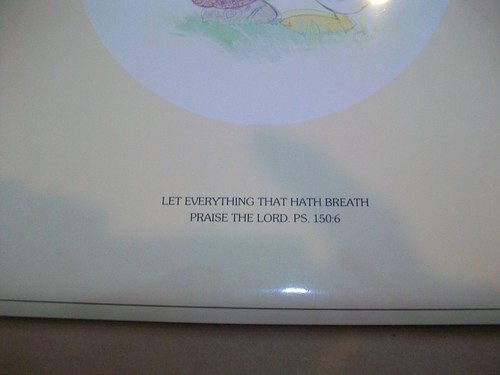 LET EVERYTHING THAT HATH BREATH
PRAISE THE LORD. PS. 150:6